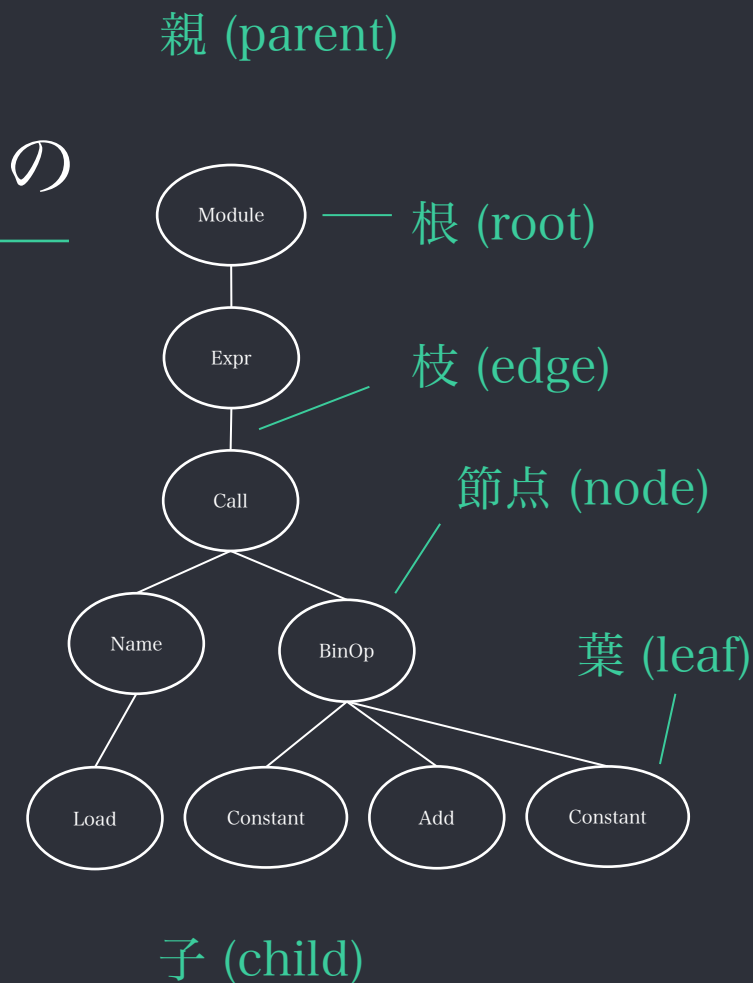 親 (parent)
の
Module
根 (root)
Expr
枝 (edge)
Call
節点 (node)
Name
BinOp
葉 (leaf)
Load
Constant
Add
Constant
子 (child)